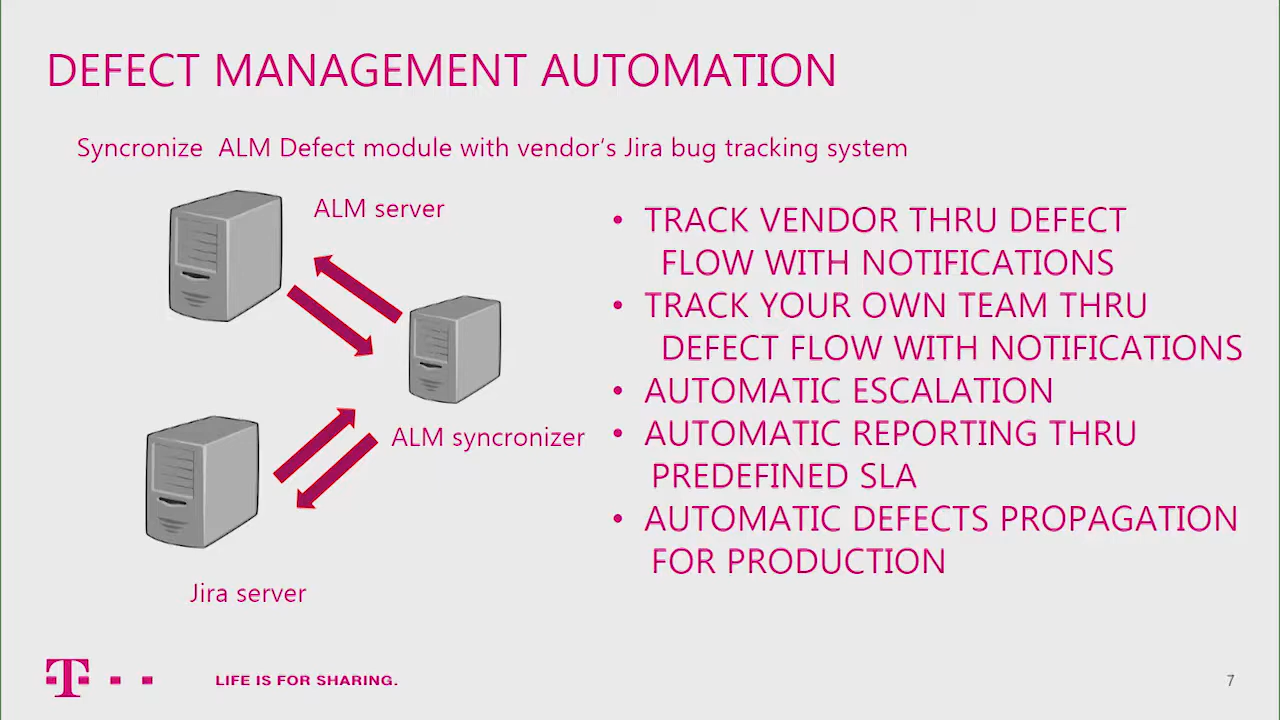 DEFECT MANAGEMENT AUTOMATION
Syncronize ALM Defect module with vendor's Jira bug tracking system
ALM server
ALM syncronizer
Jira server
• TRACK VENDOR THRU DEFECT
FLOW WITH NOTIFICATIONS
• TRACK YOUR OWN TEAM THRU
DEFECT FLOW WITH NOTIFICATIONS
• AUTOMATIC ESCALATION
• AUTOMATIC REPORTING THRU
PREDEFINED SLA
• AUTOMATIC DEFECTS PROPAGATION
FOR PRODUCTION
T
LIFE IS FOR SHARING.
7